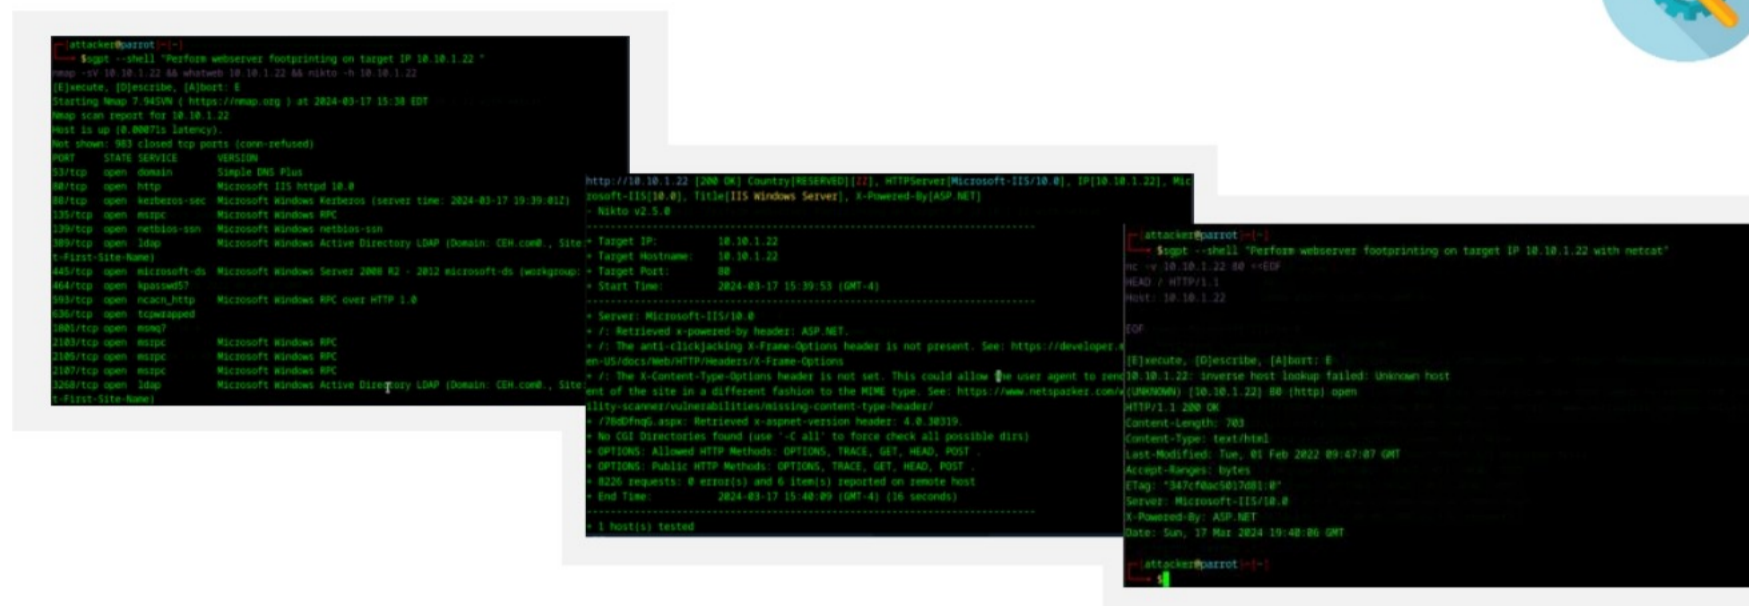 [attacker@parrot]-[~]
$sgpt --shell "Perform webserver footprinting on target IP 10.10.1.22 "
nmap -sV 10.10.1.22 && whatweb 10.10.1.22 && nikto -h 10.10.1.22
[E]xecute, [D]escribe, [A]bort: E
Starting Nmap 7.94SVN ( https://nmap.org ) at 2024-03-17 15:38 EDT
Nmap scan report for 10.10.1.22
Host is up (0.00071s latency).
Not shown: 983 closed tcp ports (conn-refused)
PORT STATE SERVICE VERSION
53/tcp open domain Simple DNS Plus
80/tcp open http Microsoft IIS httpd 10.0
88/tcp open kerberos-sec Microsoft Windows Kerberos (server time: 2024-03-17 19:39:01Z)
135/tcp open msrpc Microsoft Windows RPC
139/tcp open netbios-ssn Microsoft Windows netbios-ssn
389/tcp open ldap Microsoft Windows Active Directory LDAP (Domain: CEH.com0., Site:
t-First-Site-Name)
445/tcp open microsoft-ds Microsoft Windows Server 2008 R2 - 2012 microsoft-ds (workgroup:
464/tcp open kpasswd5?
593/tcp open ncacn_http Microsoft Windows RPC over HTTP 1.0
636/tcp open tcpwrapped
1801/tcp open msmq?
2103/tcp open msrpc Microsoft Windows RPC
2105/tcp open msrpc Microsoft Windows RPC
2107/tcp open msrpc Microsoft Windows RPC
3268/tcp open ldap Microsoft Windows Active Directory LDAP (Domain: CEH.com0., Site:
t-First-Site-Name)
http://10.10.1.22 [200 OK] Country[RESERVED][ZZ], HTTPServer[Microsoft-IIS/10.0], IP[10.10.1.22], Mic
rosoft-IIS[10.0], Title[IIS Windows Server], X-Powered-By[ASP.NET]
- Nikto v2.5.0
---------------------------------------------------------------------------
+ Target IP: 10.10.1.22
+ Target Hostname: 10.10.1.22
+ Target Port: 80
+ Start Time: 2024-03-17 15:39:53 (GMT-4)
---------------------------------------------------------------------------
+ Server: Microsoft-IIS/10.0
+ /: Retrieved x-powered-by header: ASP.NET.
+ /: The anti-clickjacking X-Frame-Options header is not present. See: https://developer.m
en-US/docs/Web/HTTP/Headers/X-Frame-Options
+ /: The X-Content-Type-Options header is not set. This could allow the user agent to rend
ent of the site in a different fashion to the MIME type. See: https://www.netsparker.com/w
ility-scanner/vulnerabilities/missing-content-type-header/
+ /78dDfnqG.aspx: Retrieved x-aspnet-version header: 4.0.30319.
+ No CGI Directories found (use '-C all' to force check all possible dirs)
+ OPTIONS: Allowed HTTP Methods: OPTIONS, TRACE, GET, HEAD, POST .
+ OPTIONS: Public HTTP Methods: OPTIONS, TRACE, GET, HEAD, POST .
+ 8226 requests: 0 error(s) and 6 item(s) reported on remote host
+ End Time: 2024-03-17 15:40:09 (GMT-4) (16 seconds)
---------------------------------------------------------------------------
+ 1 host(s) tested
[attacker@parrot]-[~]
$sgpt --shell "Perform webserver footprinting on target IP 10.10.1.22 with netcat"
nc -v 10.10.1.22 80 <<EOF
HEAD / HTTP/1.1
Host: 10.10.1.22
EOF
[E]xecute, [D]escribe, [A]bort: E
10.10.1.22: inverse host lookup failed: Unknown host
(UNKNOWN) [10.10.1.22] 80 (http) open
HTTP/1.1 200 OK
Content-Length: 703
Content-Type: text/html
Last-Modified: Tue, 01 Feb 2022 09:47:07 GMT
Accept-Ranges: bytes
ETag: "347cf0ac5017d81:0"
Server: Microsoft-IIS/10.0
X-Powered-By: ASP.NET
Date: Sun, 17 Mar 2024 19:40:06 GMT
[attacker@parrot]-[~]
$